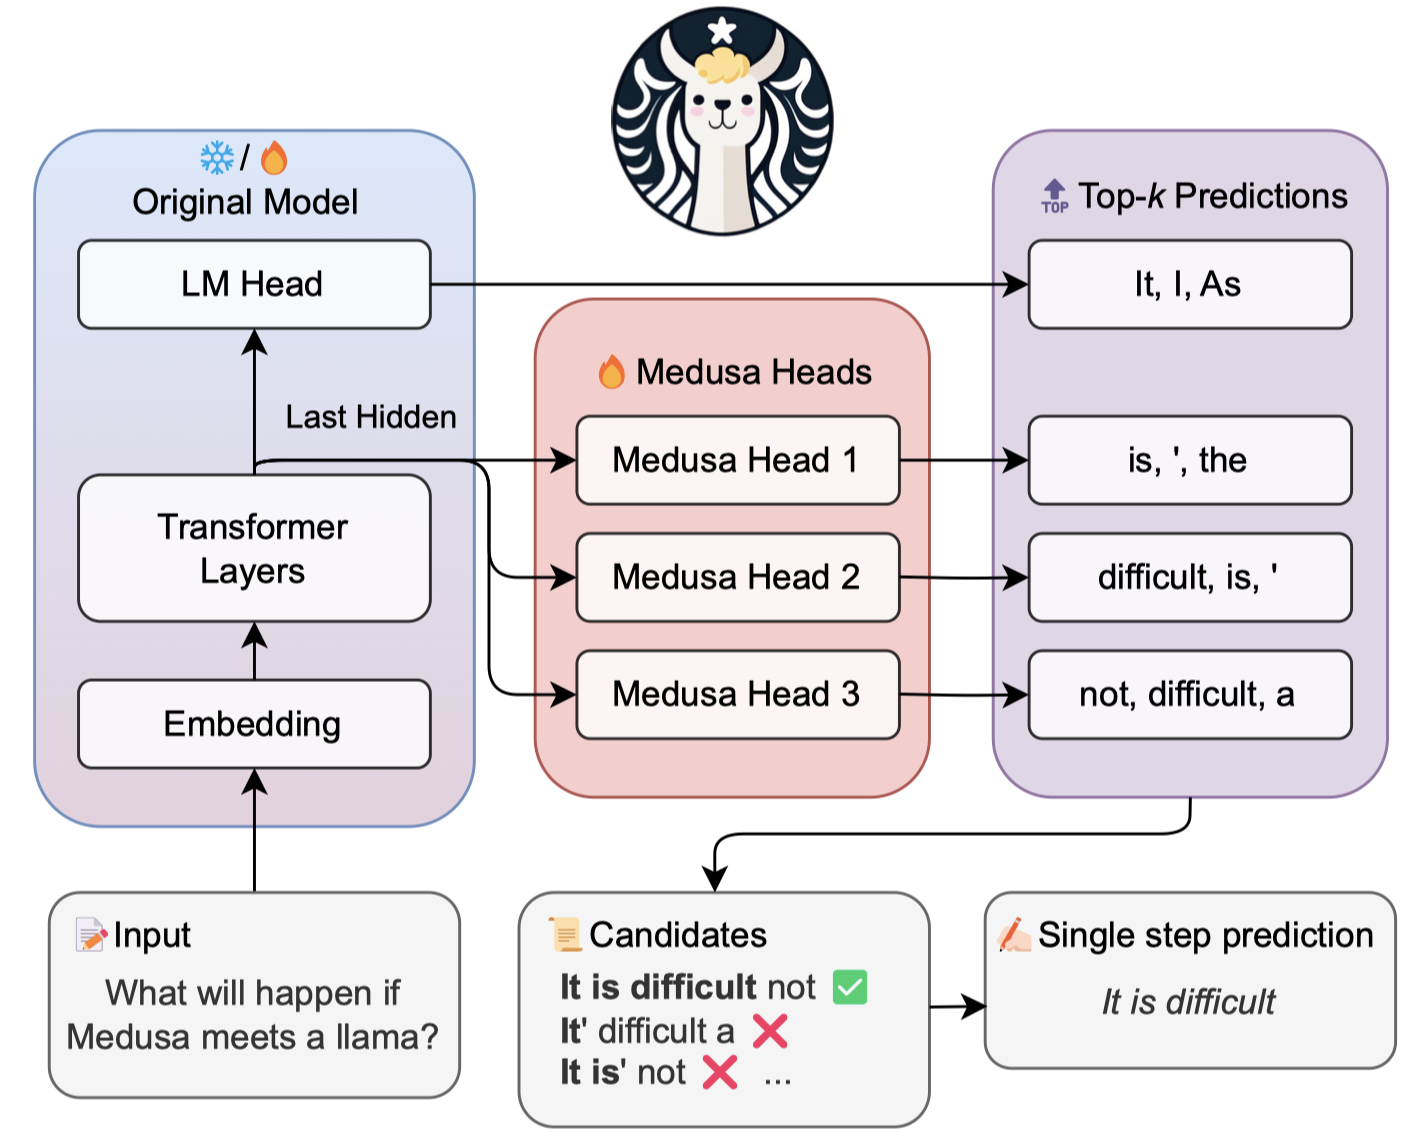 /
Original Model
LM Head
Last Hidden
Transformer
Layers
Embedding
Medusa Heads
Medusa Head 1
Medusa Head 2
Medusa Head 3
TOP
Top-k Predictions
It, I, As
is, ', the
difficult, is, '
not, difficult, a
Input
What will happen if
Medusa meets a llama?
Candidates
It is difficult not
It' difficult a
It is' not ...
Single step prediction
It is difficult